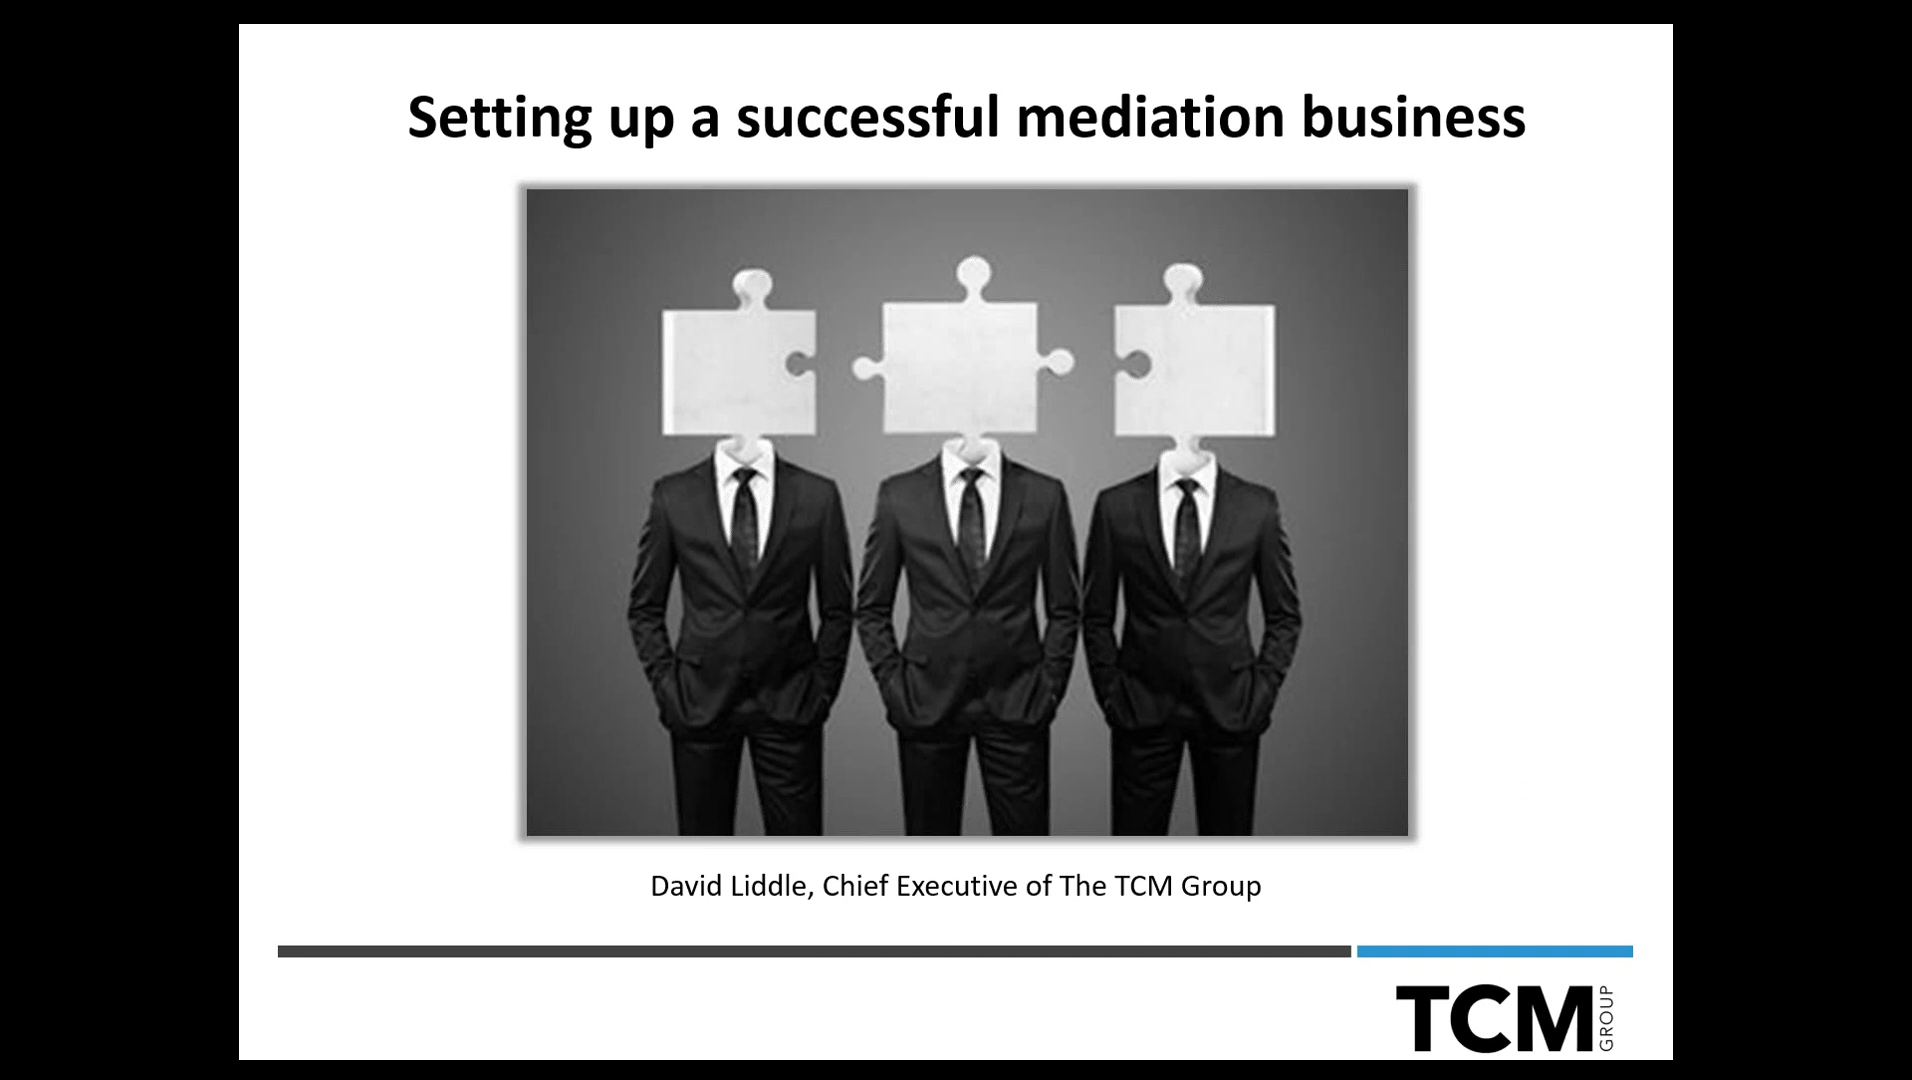 Setting up a successful mediation business
David Liddle, Chief Executive of The TCM Group
TCM GROUP